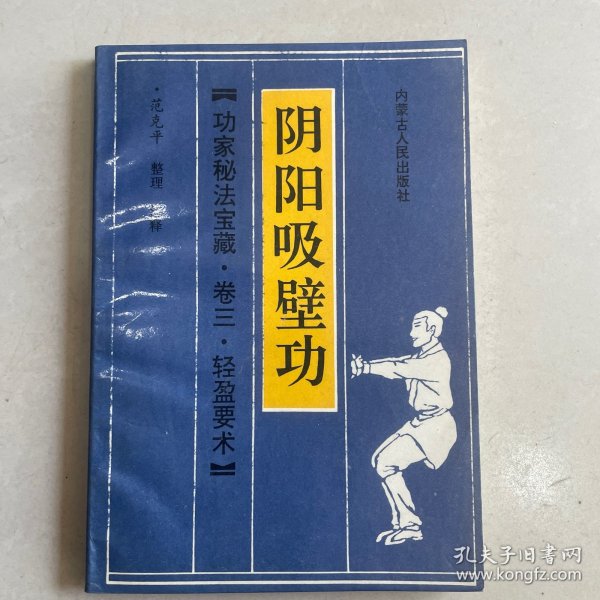 内蒙古人民出版社
阴阳吸壁功
【功家秘法宝藏·卷三·轻盈要术】
·范克平 整理 释
孔夫子旧书网
www.kongfz.com